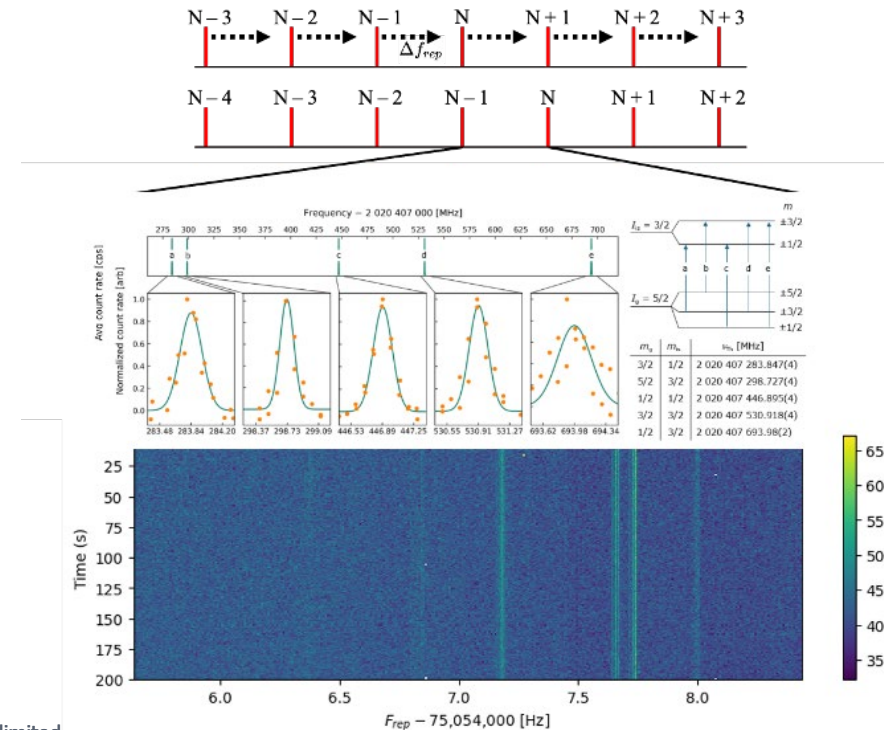 N − 3 N − 2 N − 1 N N + 1 N + 2 N + 3
Δf_rep
N − 4 N − 3 N − 2 N − 1 N N + 1 N + 2
Frequency − 2 020 407 000 [MHz]
275 300 325 350 375 400 425 450 475 500 525 550 575 600 625 650 675 700
a b c d e
Avg count rate [cps]
Normalized count rate [arb]
1.0
0.8
0.6
0.4
0.2
0.0
283.48 283.84 284.20
298.37 298.73 299.09
446.53 446.89 447.25
530.55 530.91 531.27
693.62 693.98 694.34
m
I_is = 3/2
±3/2
±1/2
a b c d e
I_g = 5/2
±5/2
±3/2
±1/2
m_g m_is ν_Th [MHz]
3/2 1/2 2 020 407 283.847(4)
5/2 3/2 2 020 407 298.727(4)
1/2 1/2 2 020 407 446.895(4)
3/2 3/2 2 020 407 530.918(4)
1/2 3/2 2 020 407 693.98(2)
Time (s)
25
50
75
100
125
150
175
200
6.0 6.5 7.0 7.5 8.0
F_rep − 75,054,000 [Hz]
65
60
55
50
45
40
35
limited